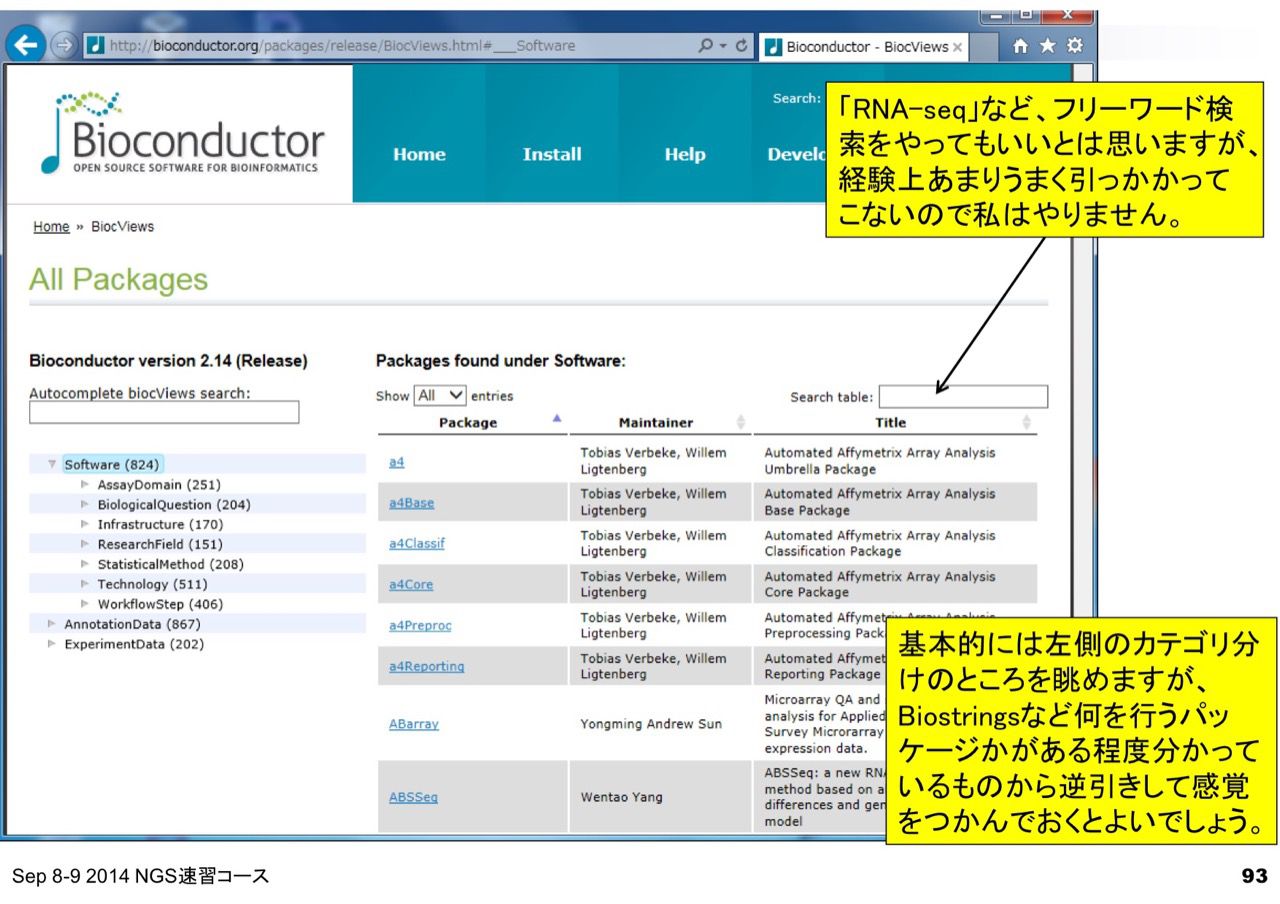 http://bioconductor.org/packages/release/BiocViews.html#___Software
Bioconductor - BiocViews
Bioconductor
OPEN SOURCE SOFTWARE FOR BIOINFORMATICS
Home
Install
Help
Develo
Search:
「RNA-seq」など、フリーワード検
索をやってもいいとは思いますが、
経験上あまりうまく引っかかって
こないので私はやりません。
Home » BiocViews
All Packages
Bioconductor version 2.14 (Release)
Autocomplete biocViews search:
Software (824)
AssayDomain (251)
BiologicalQuestion (204)
Infrastructure (170)
ResearchField (151)
StatisticalMethod (208)
Technology (511)
WorkflowStep (406)
AnnotationData (867)
ExperimentData (202)
Packages found under Software:
Show All entries
Search table:
Package Maintainer Title
a4
Tobias Verbeke, Willem
Ligtenberg
Automated Affymetrix Array Analysis
Umbrella Package
a4Base
Tobias Verbeke, Willem
Ligtenberg
Automated Affymetrix Array Analysis
Base Package
a4Classif
Tobias Verbeke, Willem
Ligtenberg
Automated Affymetrix Array Analysis
Classification Package
a4Core
Tobias Verbeke, Willem
Ligtenberg
Automated Affymetrix Array Analysis
Core Package
a4Preproc
Tobias Verbeke, Willem
Ligtenberg
Automated Affymetrix Array Analysis
Preprocessing Pack
a4Reporting
Tobias Verbeke, Willem
Ligtenberg
Automated Affymet
Reporting Package
ABarray
Yongming Andrew Sun
Microarray QA and
analysis for Applied
Survey Microrarray
expression data.
ABSSeq
Wentao Yang
ABSSeq: a new RN
method based on a
differences and gen
model
基本的には左側のカテゴリ分
けのところを眺めますが、
Biostringsなど何を行うパッ
ケージかがある程度分かって
いるものから逆引きして感覚
をつかんでおくとよいでしょう。
Sep 8-9 2014 NGS速習コース
93